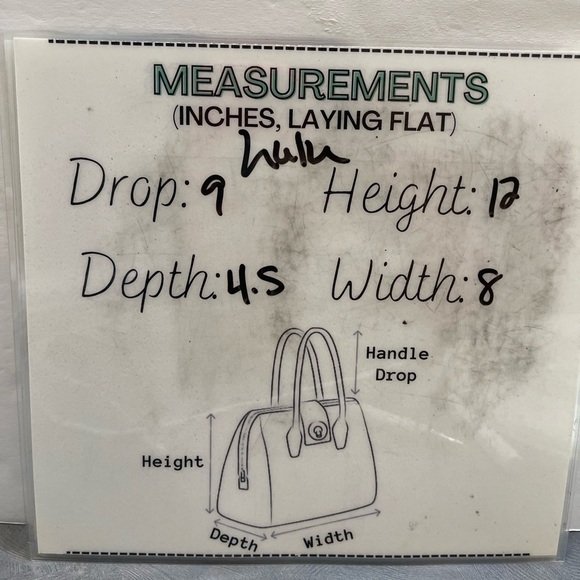 MEASUREMENTS
(INCHES, LAYING FLAT)
lulu
Drop: 9 Height: 12
Depth: 4.5 Width: 8
Handle
Drop
Height
Depth Width